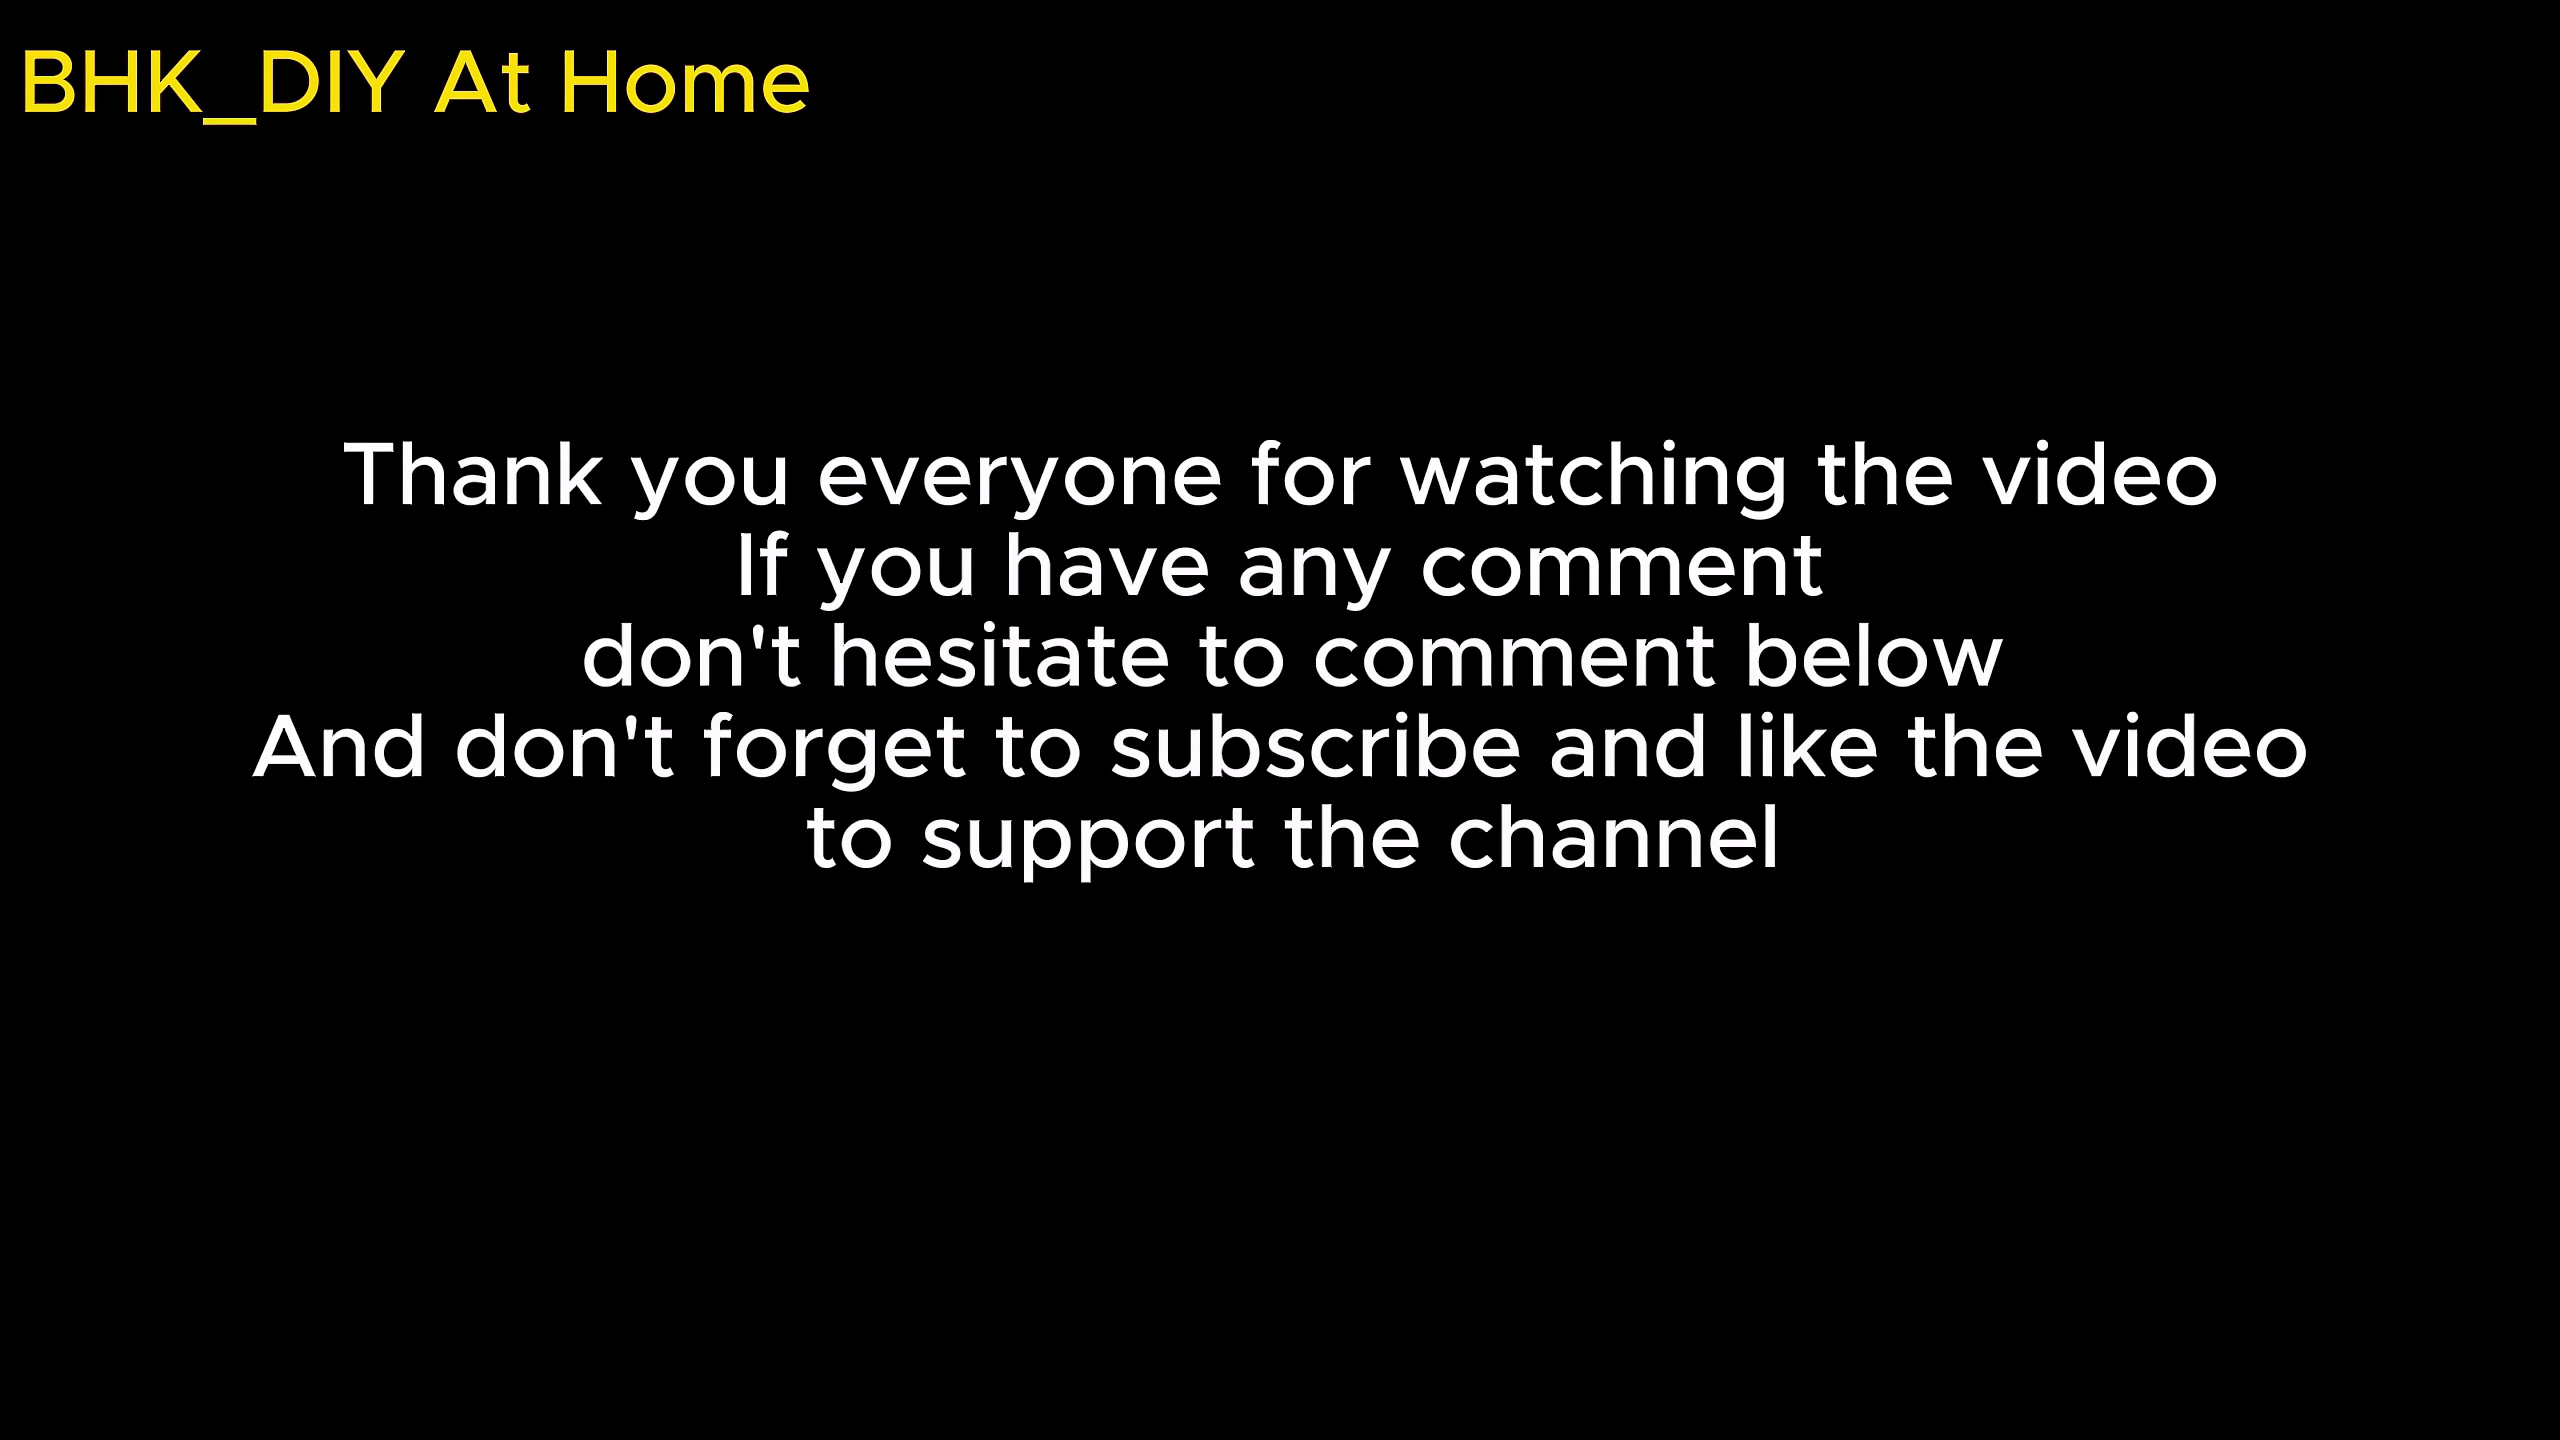 BHK_DIY At Home
Thank you everyone for watching the video
If you have any comment
don't hesitate to comment below
And don't forget to subscribe and like the video
to support the channel